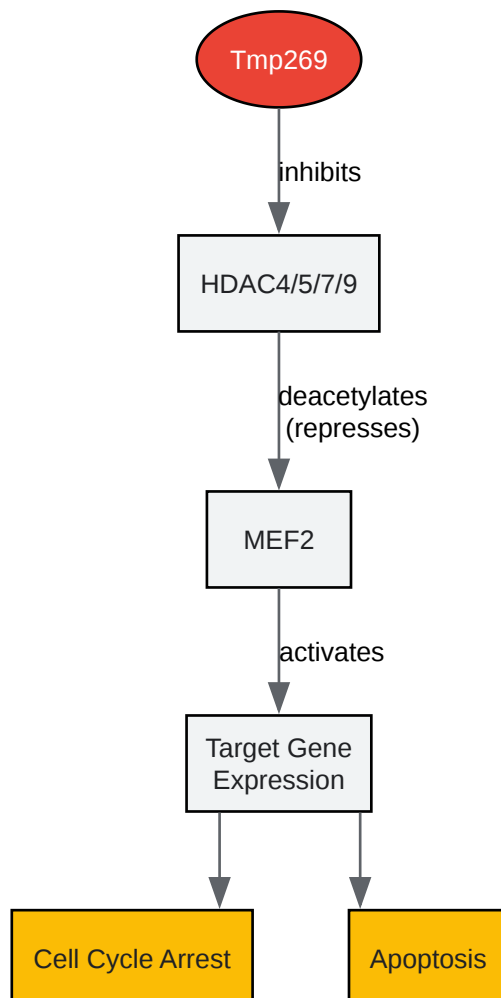 Tmp269
inhibits
HDAC4/5/7/9
deacetylates
(represses)
MEF2
activates
Target Gene
Expression
Cell Cycle Arrest
Apoptosis